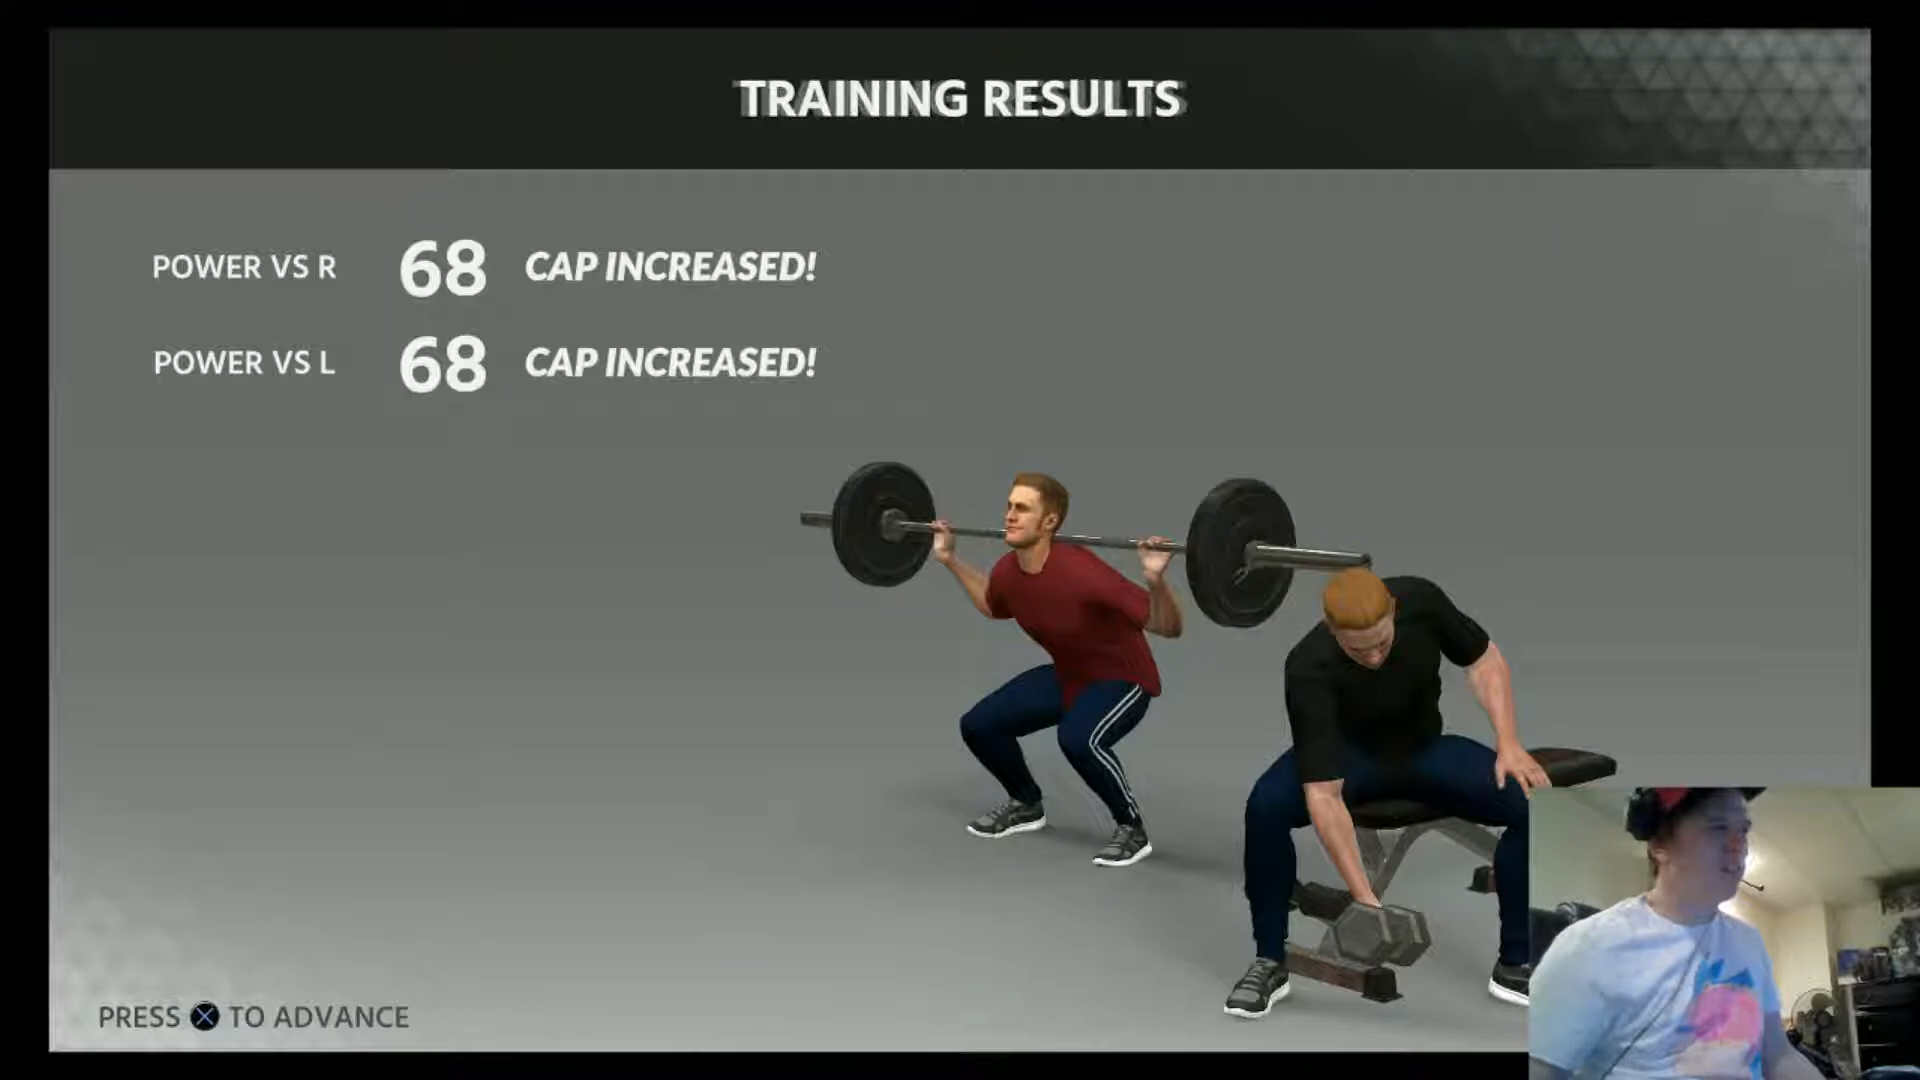 TRAINING RESULTS
POWER VS R 68 CAP INCREASED!
POWER VS L 68 CAP INCREASED!
PRESS TO ADVANCE